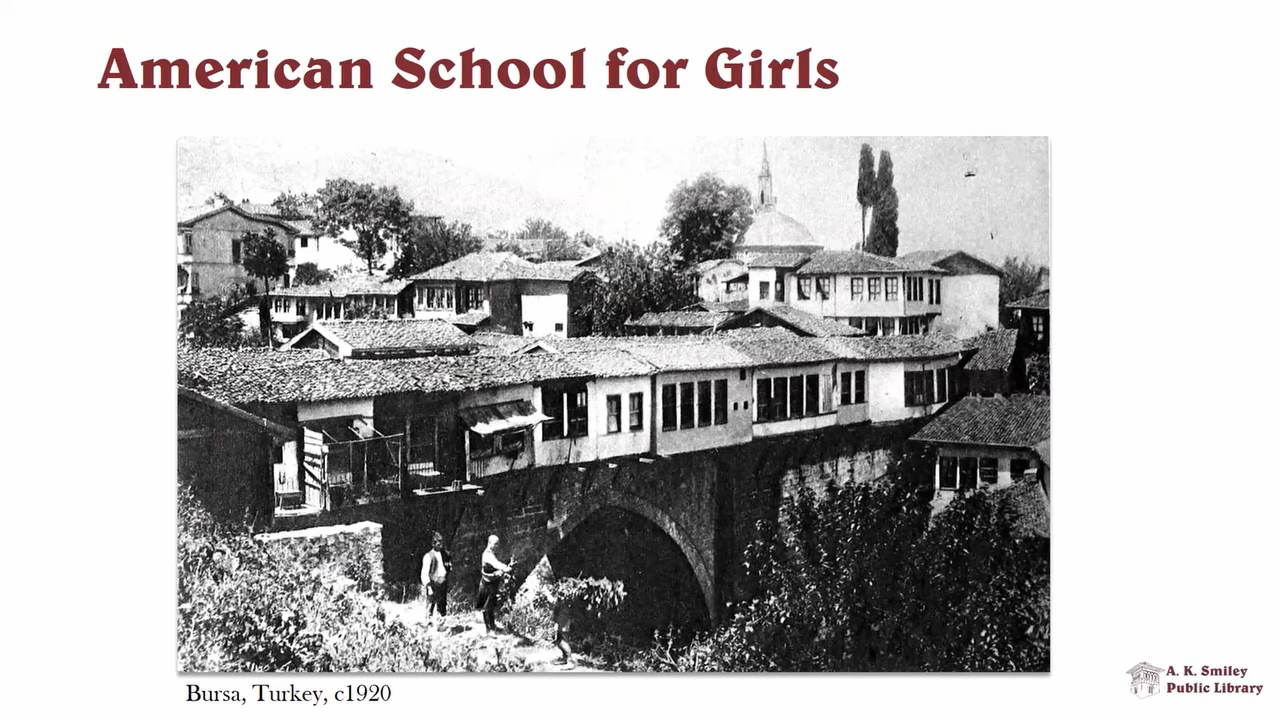 American School for Girls
Bursa, Turkey, c1920
A. K. Smiley
Public Library